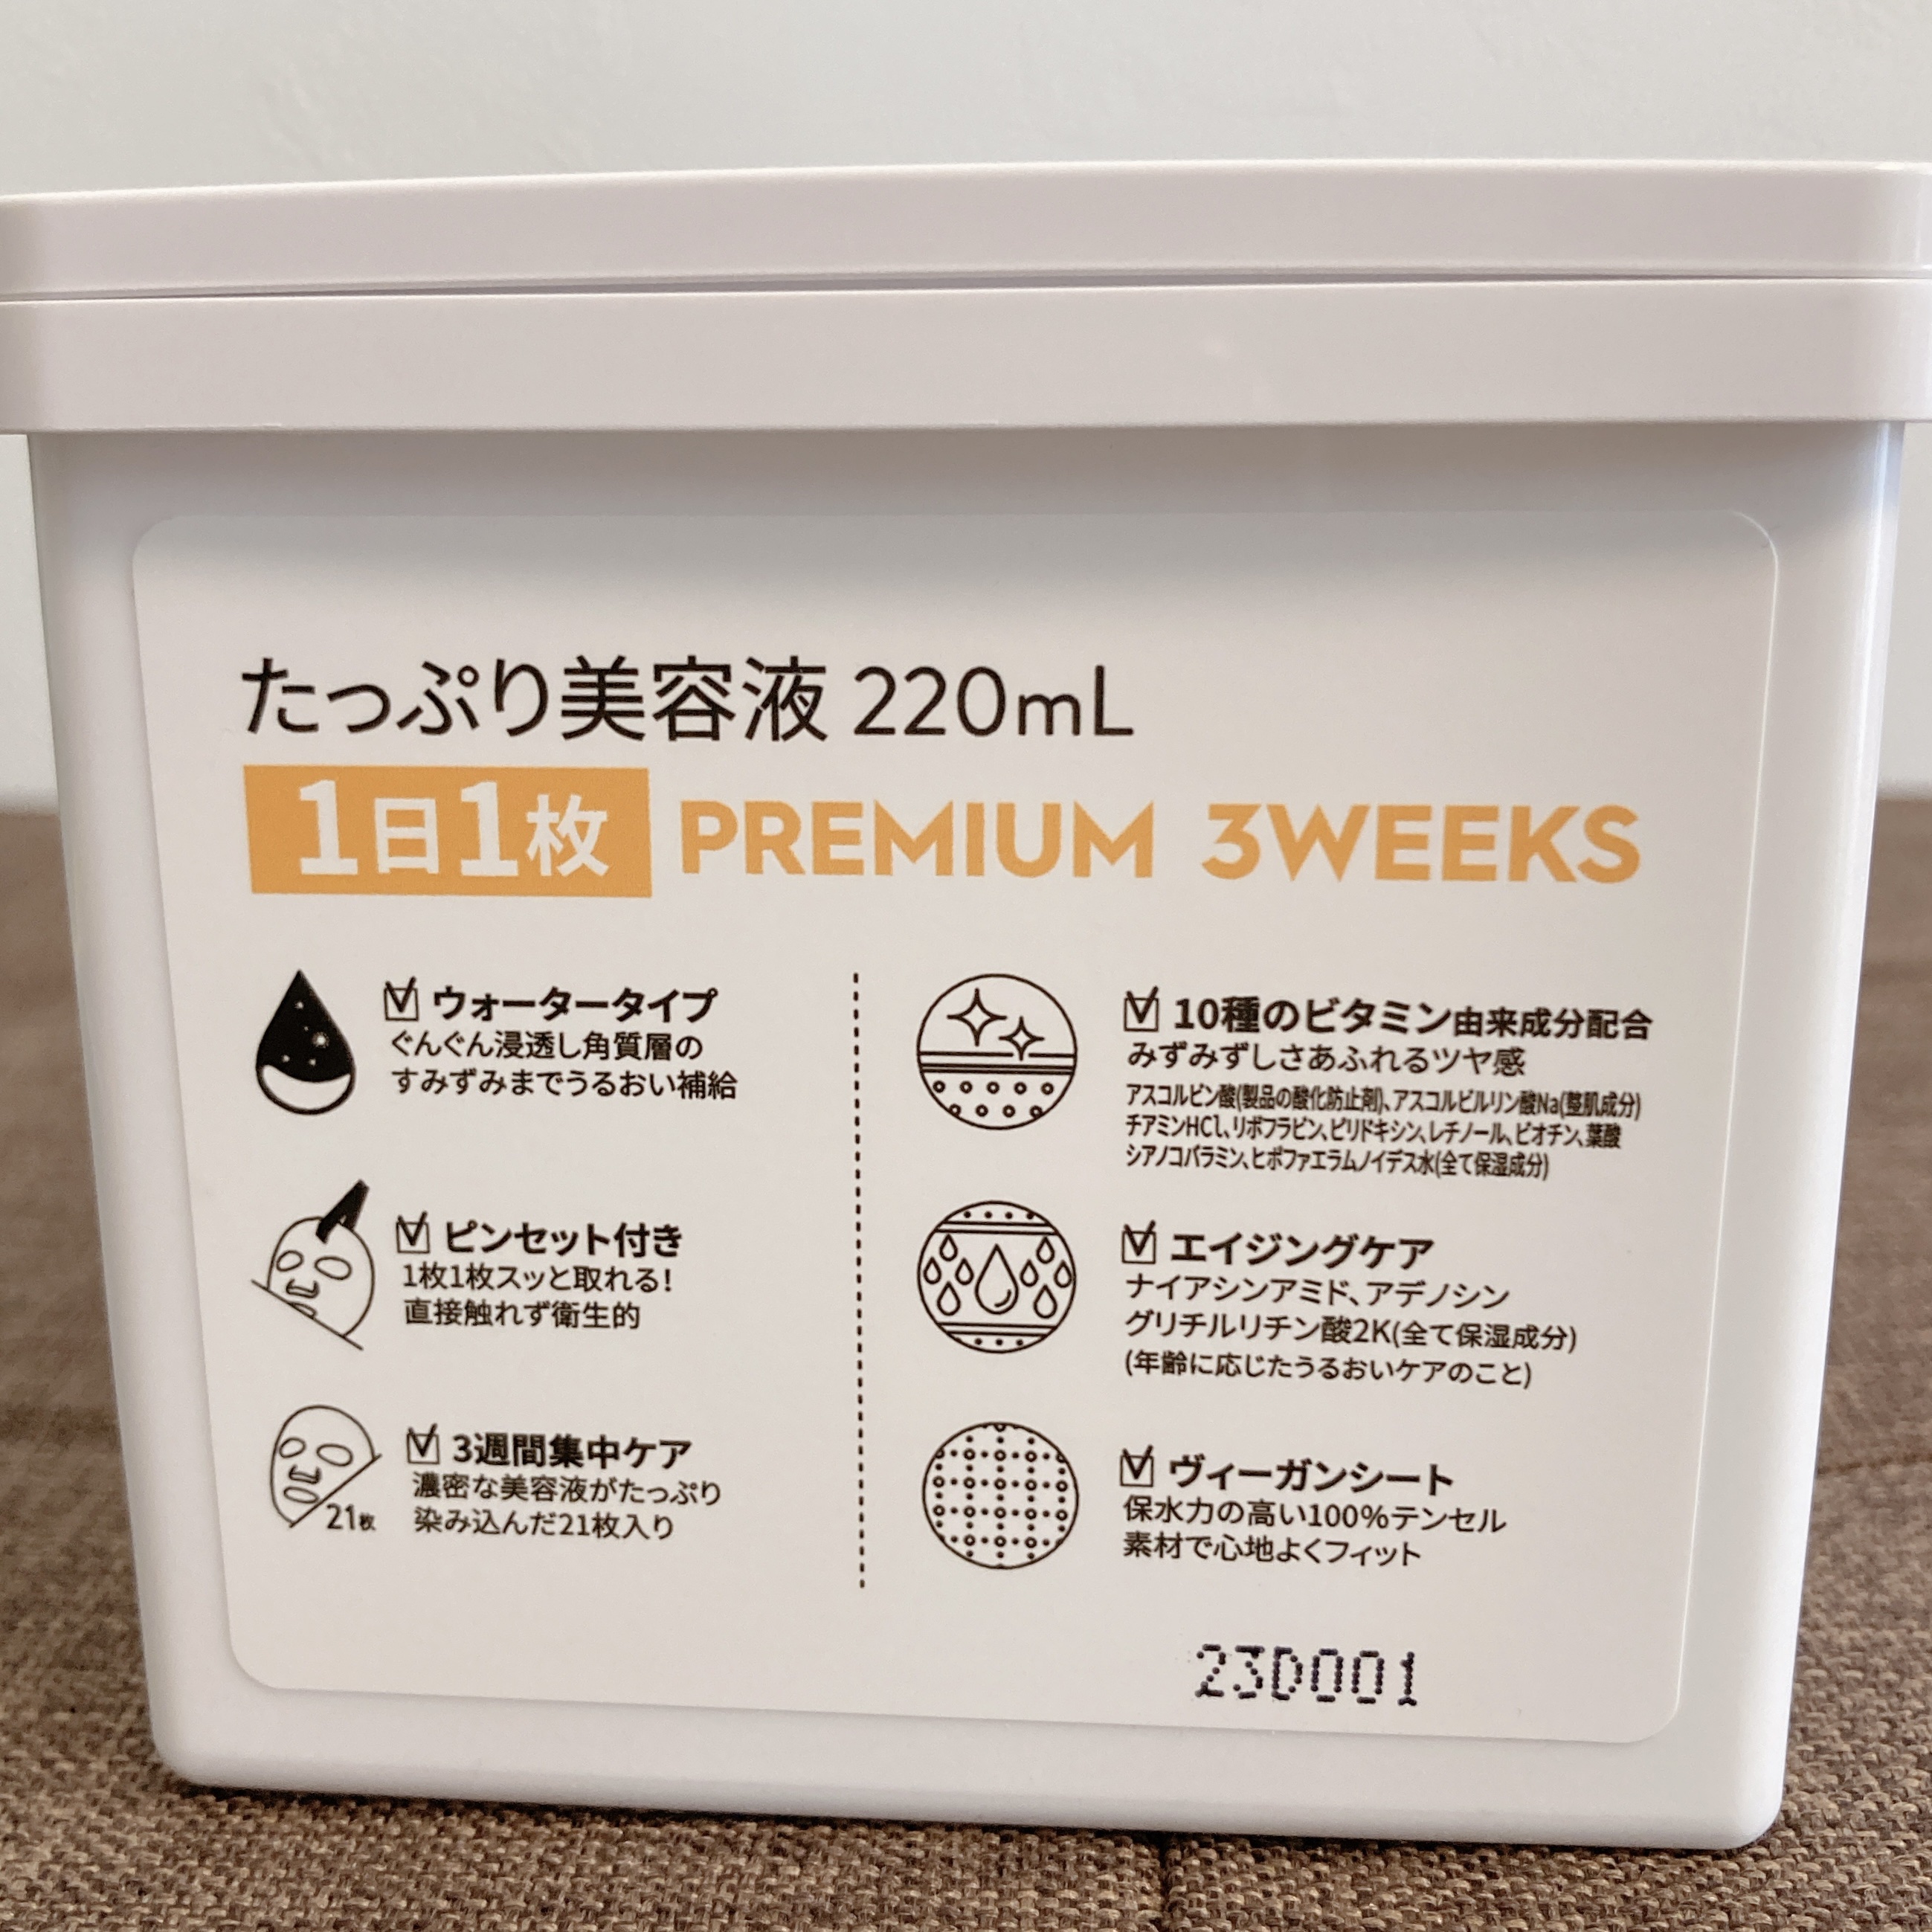 たっぷり美容液 220mL
1日1枚 PREMIUM 3WEEKS
ウォータータイプ
ぐんぐん浸透し角質層の
すみずみまでうるおい補給
ピンセット付き
1枚1枚スッと取れる!
直接触れず衛生的
21枚
3週間集中ケア
濃密な美容液がたっぷり
染み込んだ21枚入り
10種のビタミン由来成分配合
みずみずしさあふれるツヤ感
アスコルビン酸(製品の酸化防止剤)、アスコルビルリン酸Na(整肌成分)
チアミンHCl、リボフラビン、ピリドキシン、レチノール、ビオチン、葉酸
シアノコバラミン、ヒポファエラムノイデス水(全て保湿成分)
エイジングケア
ナイアシンアミド、アデノシン
グリチルリチン酸2K(全て保湿成分)
(年齢に応じたうるおいケアのこと)
ヴィーガンシート
保水力の高い100%テンセル
素材で心地よくフィット
23D001